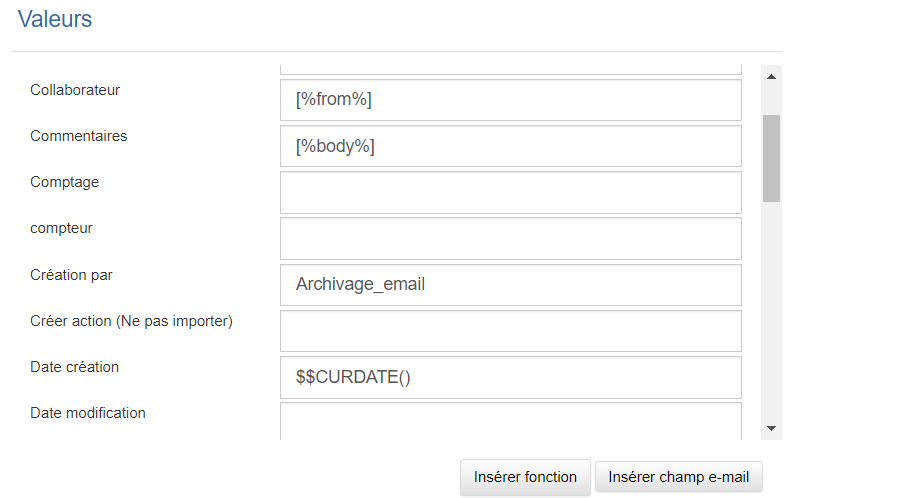 Valeurs
Collaborateur [%from%]
Commentaires [%body%]
Comptage
compteur
Création par Archivage_email
Créer action (Ne pas importer)
Date création $$CURDATE()
Date modification
Insérer fonction Insérer champ e-mail